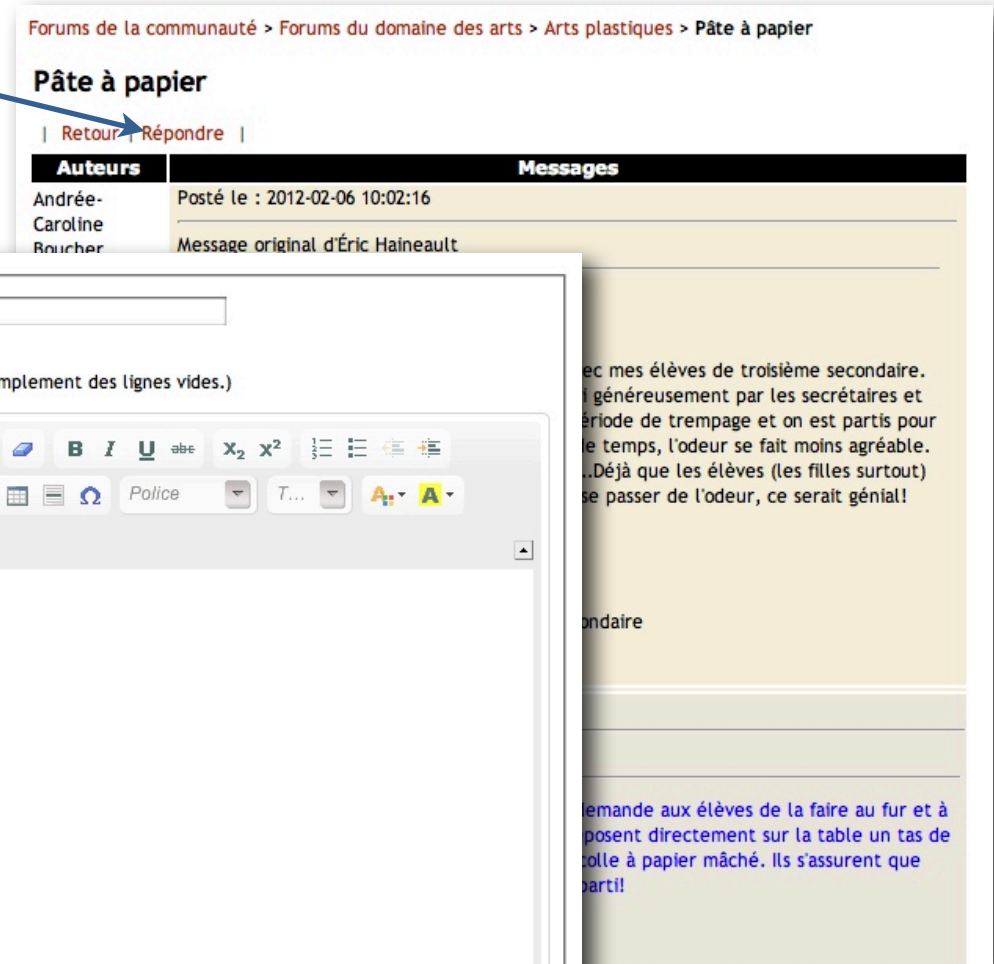 Forums de la communauté > Forums du domaine des arts > Arts plastiques > Pâte à papier
Pâte à papier
| Retour | Répondre |
Auteurs Messages
Andrée-
Caroline
Boucher
Posté le : 2012-02-06 10:02:16
Message original d'Éric Haineault
mplement des lignes vides.)
B I U abc X₂ X²
Ω Police T... A A
ec mes élèves de troisième secondaire.
i généreusement par les secrétaires et
ériode de trempage et on est partis pour
le temps, l'odeur se fait moins agréable.
..Déjà que les élèves (les filles surtout)
se passer de l'odeur, ce serait génial!
ondaire
demande aux élèves de la faire au fur et à
posent directement sur la table un tas de
colle à papier mâché. Ils s'assurent que
parti!